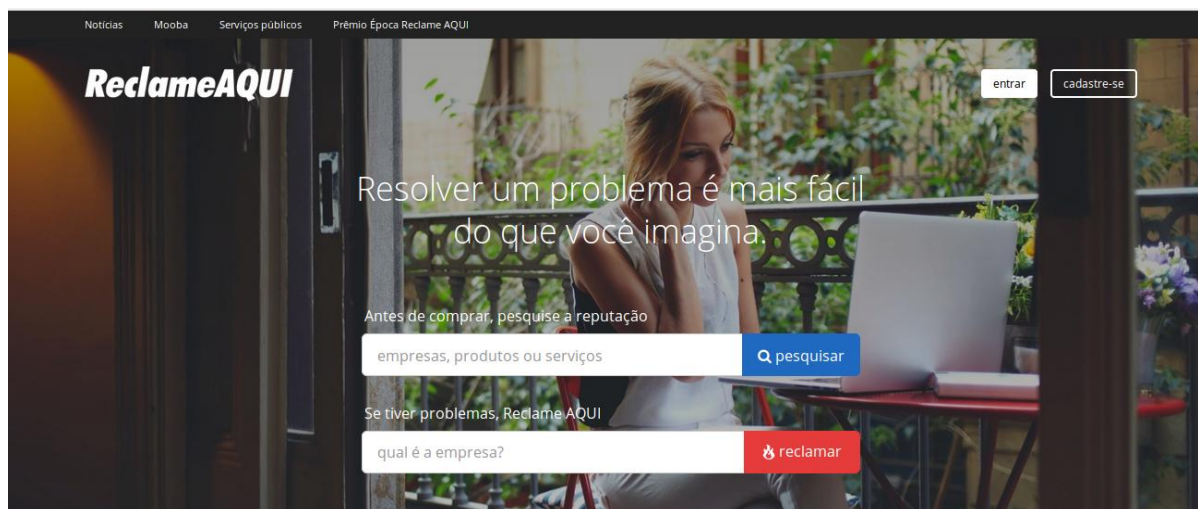 Notícias Mooba Serviços públicos Prêmio Época Reclame AQUI
ReclameAQUI
entrar cadastre-se
Resolver um problema é mais fácil
do que você imagina.
Antes de comprar, pesquise a reputação
empresas, produtos ou serviços pesquisar
Se tiver problemas, Reclame AQUI
qual é a empresa? reclamar